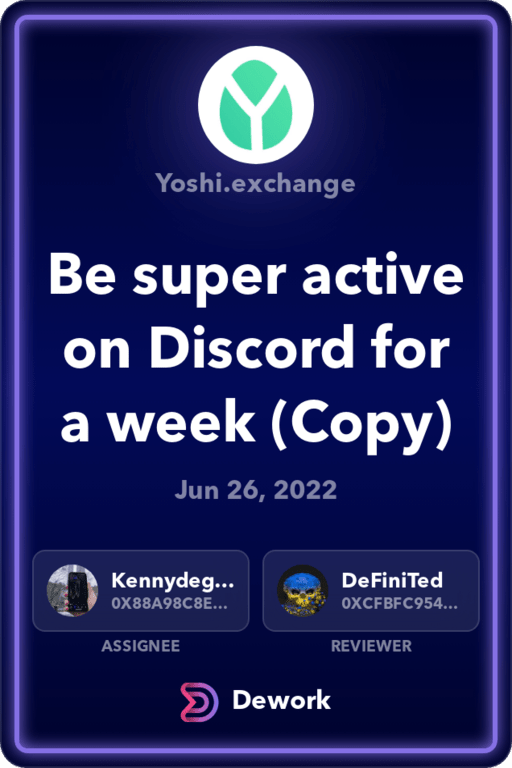 Yoshi.exchange
Be super active
on Discord for
a week (Copy)
Jun 26, 2022
Kennydeg...
0X88A98C8E...
ASSIGNEE
DeFiniTed
0XCFBFC954...
REVIEWER
Dework